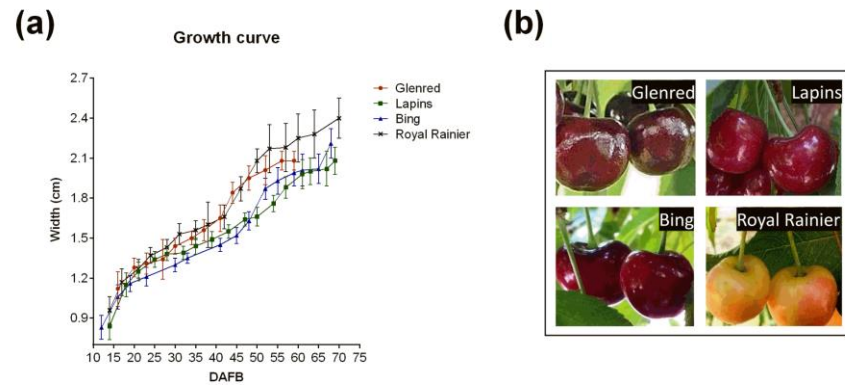 (a)
Growth curve
2.7
2.4
2.1
1.8
1.5
1.2
0.9
Width (cm)
10 15 20 25 30 35 40 45 50 55 60 65 70 75
DAFB
Glenred
Lapins
Bing
Royal Rainier
(b)
Glenred
Lapins
Bing
Royal Rainier